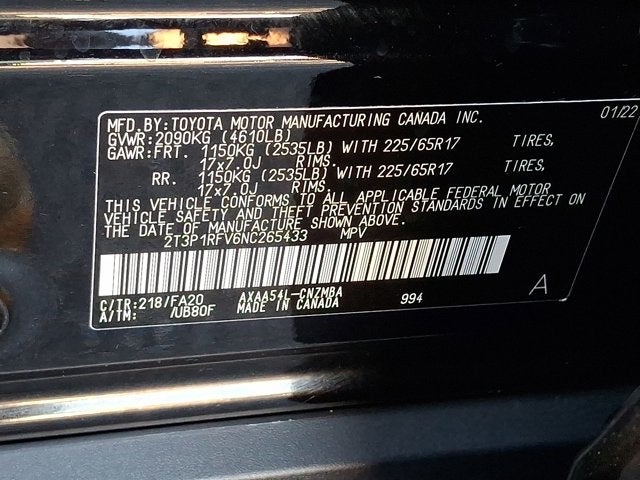 MFD.BY:TOYOTA MOTOR MANUFACTURING CANADA INC. 01/22
GVWR:2090KG (4610LB)
GAWR:FRT. 1150KG (2535LB) WITH 225/65R17 TIRES,
17x7.0J RIMS.
RR. 1150KG (2535LB) WITH 225/65R17 TIRES,
17x7.0J RIMS.
THIS VEHICLE CONFORMS TO ALL APPLICABLE FEDERAL MOTOR
VEHICLE SAFETY AND THEFT PREVENTION STANDARDS IN EFFECT ON
THE DATE OF MANUFACTURE SHOWN ABOVE.
2T3P1RFV6NC265433 MPV
C/TR:218/FA20 AXAA54L-CNZMBA A
A/TM: /UB80F MADE IN CANADA 994